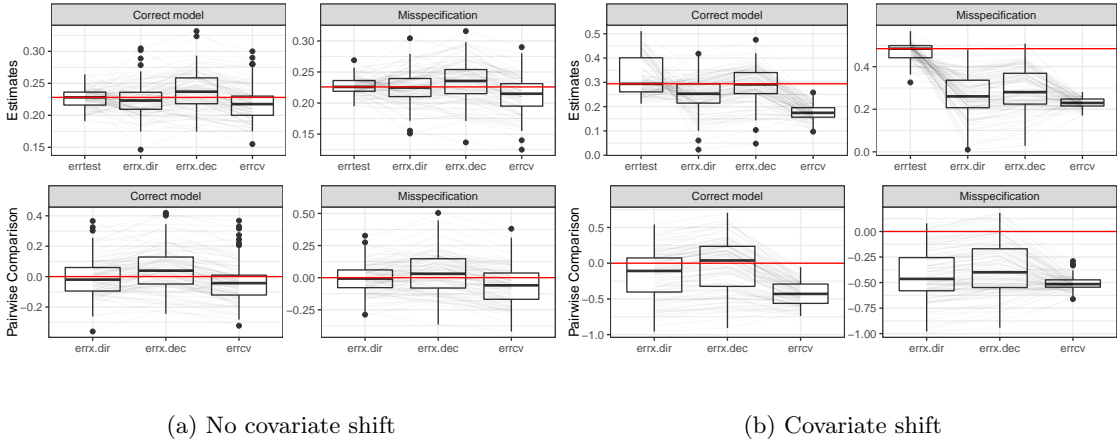 Correct model
Misspecification
Correct model
Misspecification
Estimates
0.30
0.25
0.20
0.15
errtest errx.dir errx.dec errcv
0.30
0.25
0.20
0.15
errtest errx.dir errx.dec errcv
Estimates
0.5
0.4
0.3
0.2
0.1
0.0
errtest errx.dir errx.dec errcv
0.4
0.2
0.0
errtest errx.dir errx.dec errcv
Correct model
Misspecification
Correct model
Misspecification
Pairwise Comparison
0.4
0.2
0.0
−0.2
errx.dir errx.dec errcv
0.50
0.25
0.00
−0.25
errx.dir errx.dec errcv
Pairwise Comparison
0.5
0.0
−0.5
−1.0
errx.dir errx.dec errcv
0.00
−0.25
−0.50
−0.75
−1.00
errx.dir errx.dec errcv
(a) No covariate shift
(b) Covariate shift